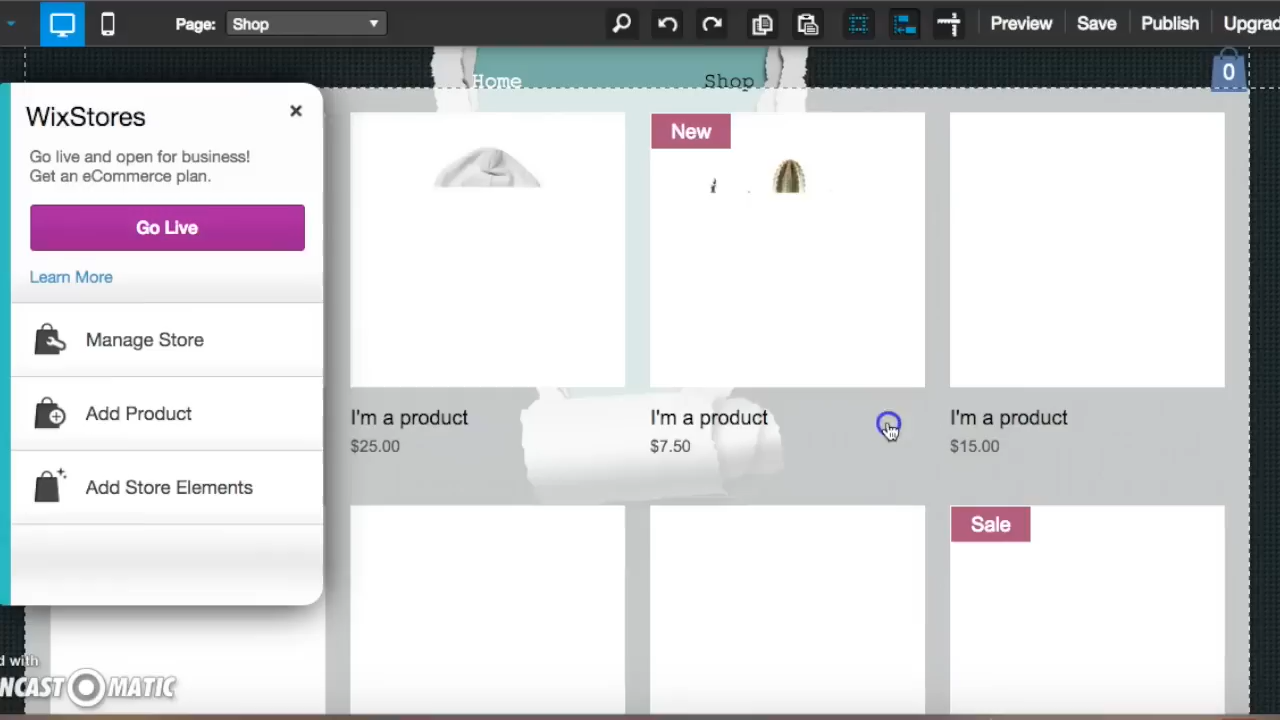 Page: Shop Preview Save Publish Upgrad
Home Shop 0
WixStores
Go live and open for business!
Get an eCommerce plan.
Go Live
Learn More
Manage Store
Add Product
Add Store Elements
New
I'm a product
$25.00
I'm a product
$7.50
I'm a product
$15.00
Sale
d with
NCAST MATIC